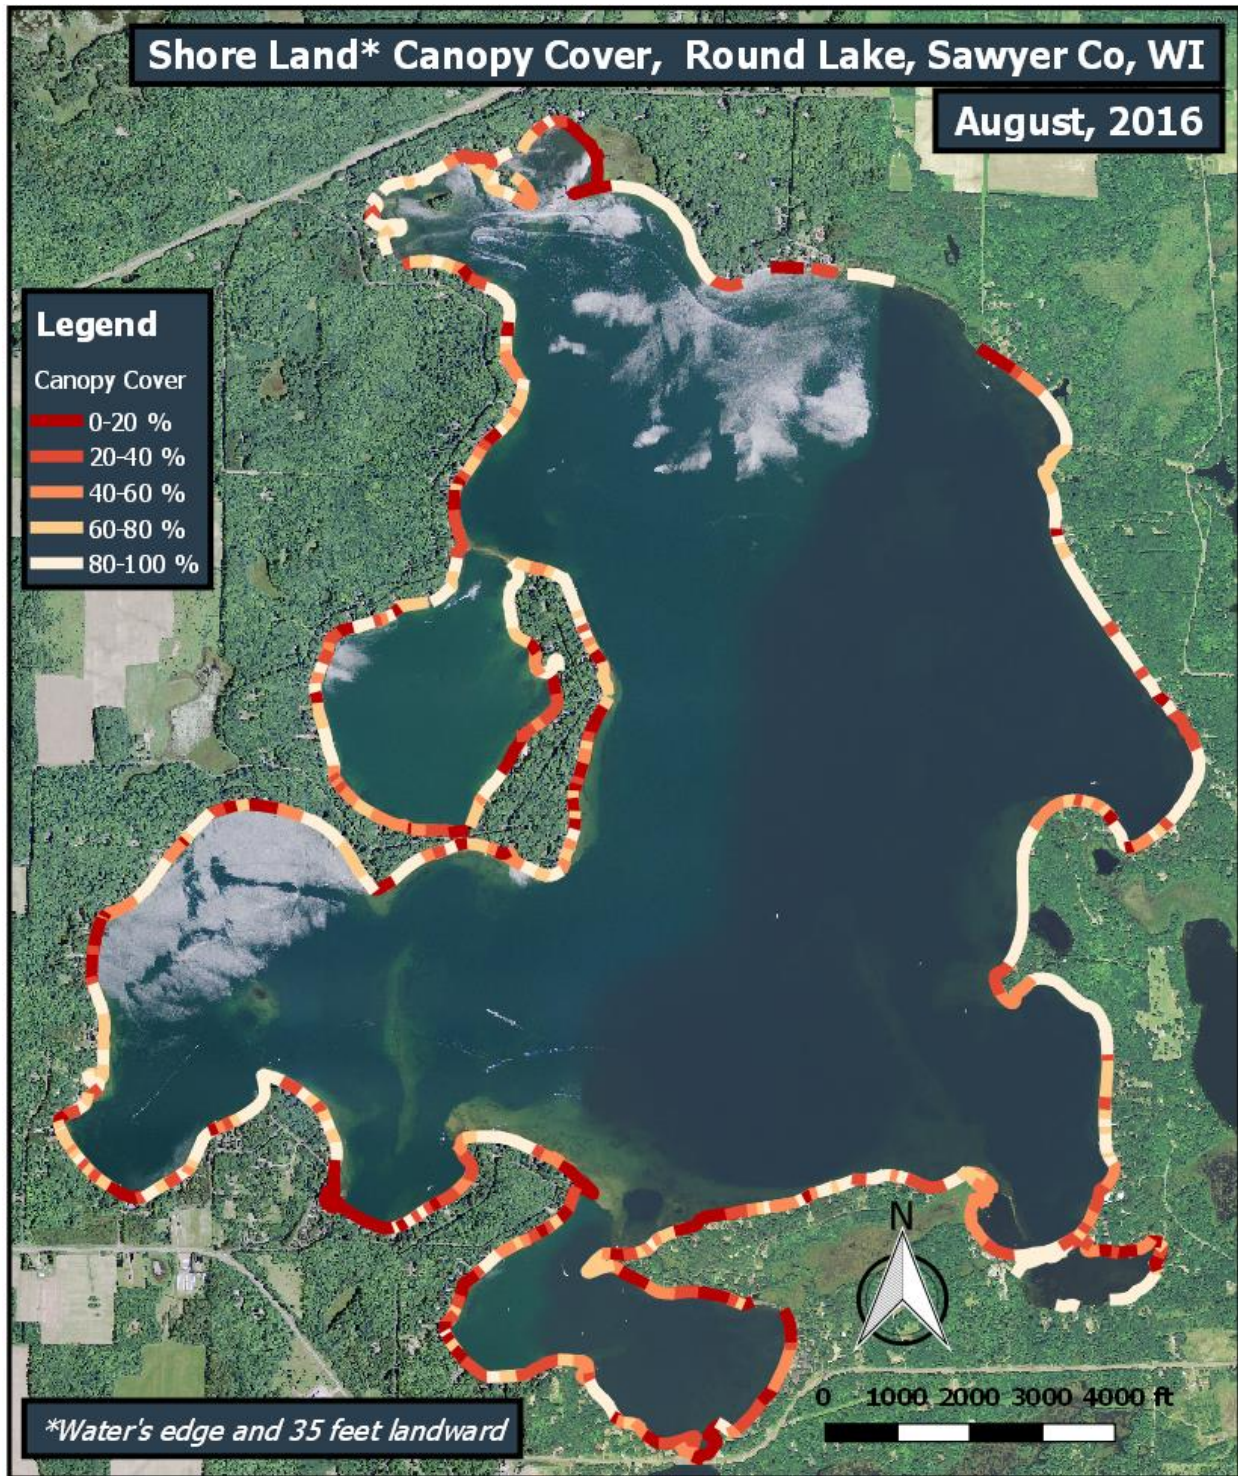 Shore Land* Canopy Cover, Round Lake, Sawyer Co, WI
August, 2016
Legend
Canopy Cover
0-20 %
20-40 %
40-60 %
60-80 %
80-100 %
N
0 1000 2000 3000 4000 ft
*Water's edge and 35 feet landward